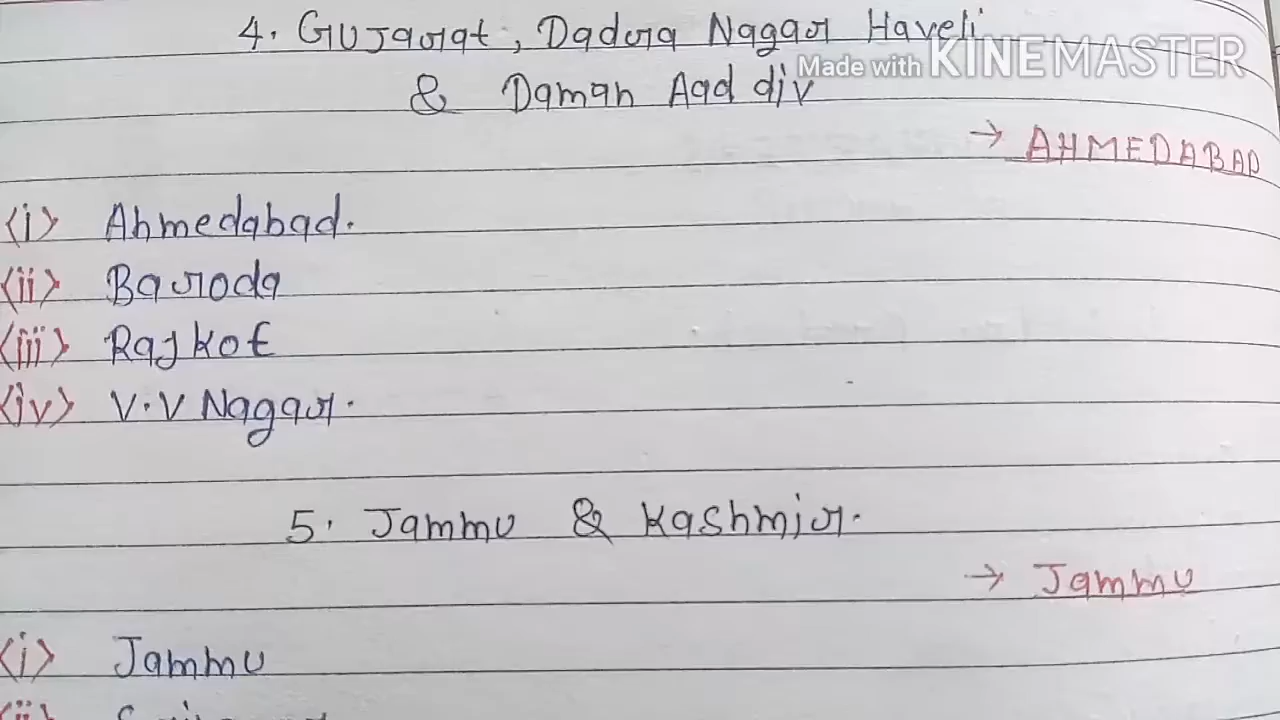 4. Gujarat, Dadra Nagar Haveli
Made with KINEMASTER
& Daman Aad div
→ AHMEDABAD
(i) Ahmedabad.
(ii) Baroda
(iii) Rajkot
(iv) V.V Nagar.
5. Jammu & Kashmir.
→ Jammu
(i) Jammu
(ii)